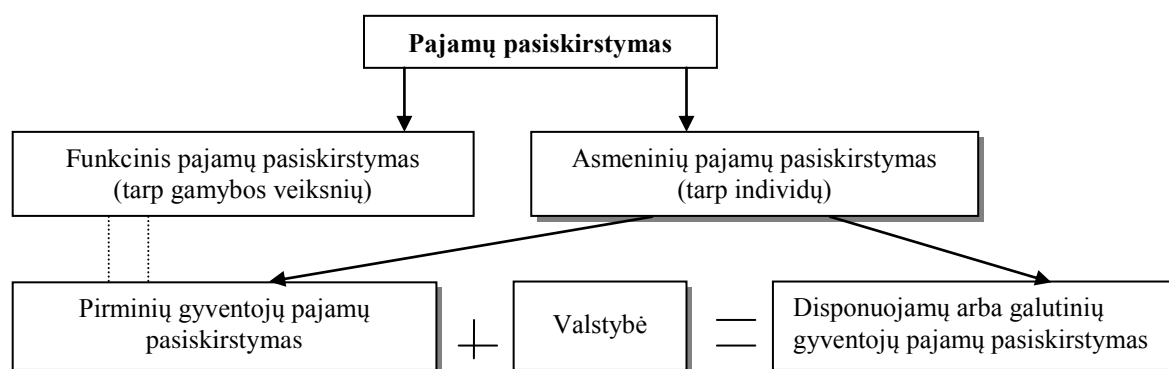 Pajamų pasiskirstymas
Funkcinis pajamų pasiskirstymas
(tarp gamybos veiksnių)
Asmeninių pajamų pasiskirstymas
(tarp individų)
Pirminių gyventojų pajamų
pasiskirstymas
+
Valstybė
=
Disponuojamų arba galutinių
gyventojų pajamų pasiskirstymas